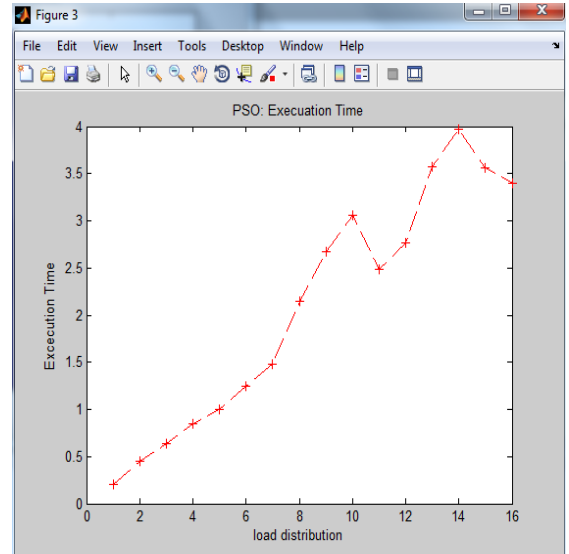 Figure 3
File Edit View Insert Tools Desktop Window Help
PSO: Execuation Time
4
3.5
3
2.5
2
1.5
1
0.5
0
Excecution Time
0 2 4 6 8 10 12 14 16
load distribution